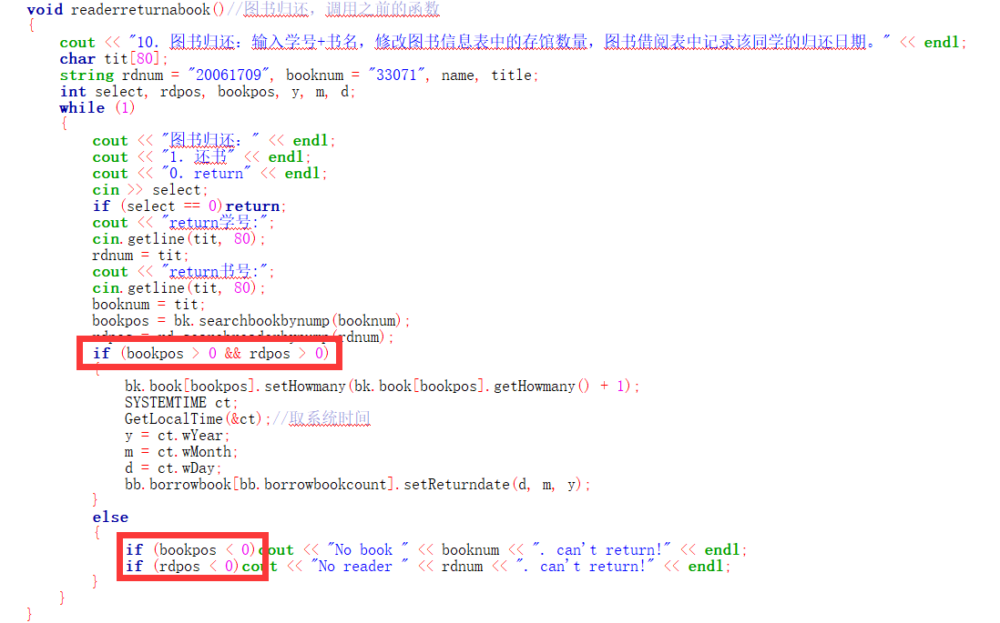 void readerreturnabook()//图书归还，调用之前的函数
{
cout << "10. 图书归还：输入学号+书名，修改图书信息表中的存馆数量，图书借阅表中记录该同学的归还日期。" << endl;
char tit[80];
string rdnum = "20061709", booknum = "33071", name, title;
int select, rdpos, bookpos, y, m, d;
while (1)
{
cout << "图书归还：" << endl;
cout << "1. 还书" << endl;
cout << "0. return" << endl;
cin >> select;
if (select == 0)return;
cout << "return学号:";
cin.getline(tit, 80);
rdnum = tit;
cout << "return书号:";
cin.getline(tit, 80);
booknum = tit;
bookpos = bk.searchbookbynump(booknum);
rdpos = rd.searchreaderbynump(rdnum);
if (bookpos > 0 && rdpos > 0)
{
bk.book[bookpos].setHowmany(bk.book[bookpos].getHowmany() + 1);
SYSTEMTIME ct;
GetLocalTime(&ct);//取系统时间
y = ct.wYear;
m = ct.wMonth;
d = ct.wDay;
bb.borrowbook[bb.borrowbookcount].setReturndate(d, m, y);
}
else
{
if (bookpos < 0)cout << "No book " << booknum << ". can't return!" << endl;
if (rdpos < 0)cout << "No reader " << rdnum << ". can't return!" << endl;
}
}
}